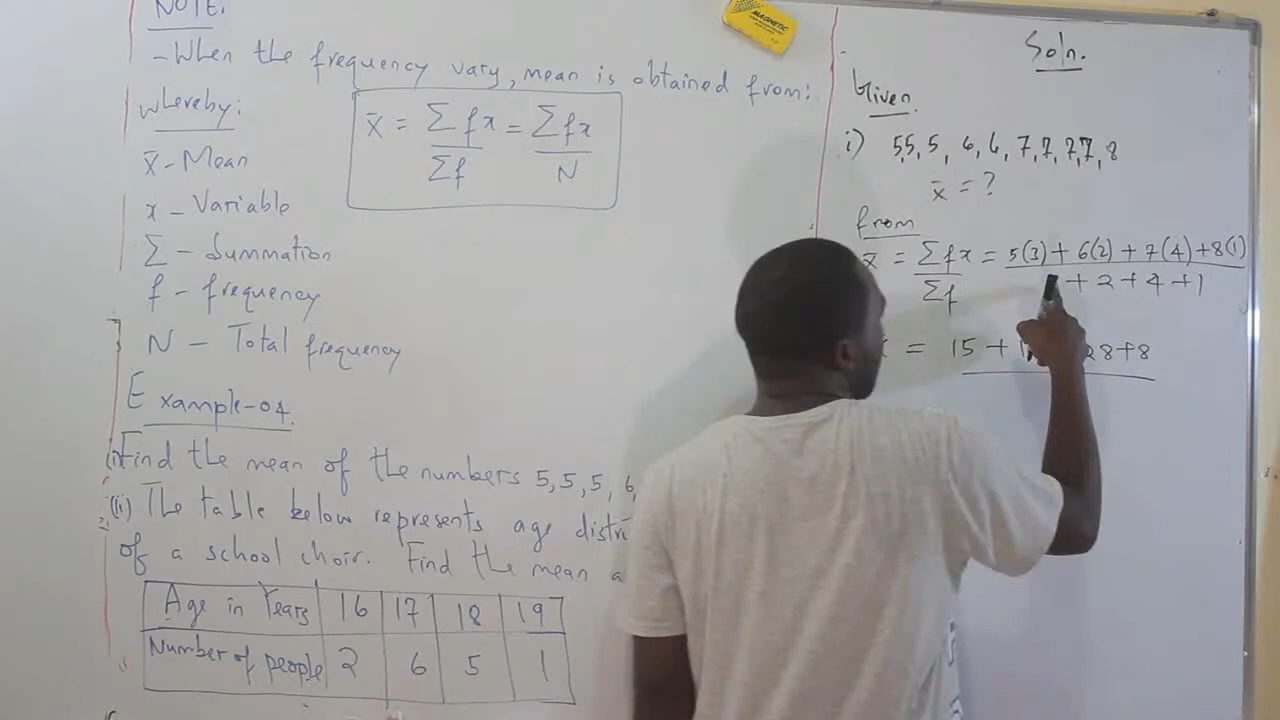 NOTE:
- When the frequency vary, mean is obtained from:
x̄ = Σfx / Σf = Σfx / N
whereby:
x̄ - Mean
x - Variable
Σ - Summation
f - frequency
N - Total frequency
Example-04.
(i) Find the mean of the numbers 5, 5, 5, 6,
(ii) The table below represents age
of a school choir. Find the mean
Age in Years 16 17 18 19
Number of people 2 6 5 1
MAGNETIC
Soln.
Given.
i) 5,5,5, 6,6,7,7,7,7,8
x̄ = ?
from
x̄ = Σfx / Σf = 5(3) + 6(2) + 7(4) + 8(1) / + 2 + 4 + 1
= 15 + 8+8